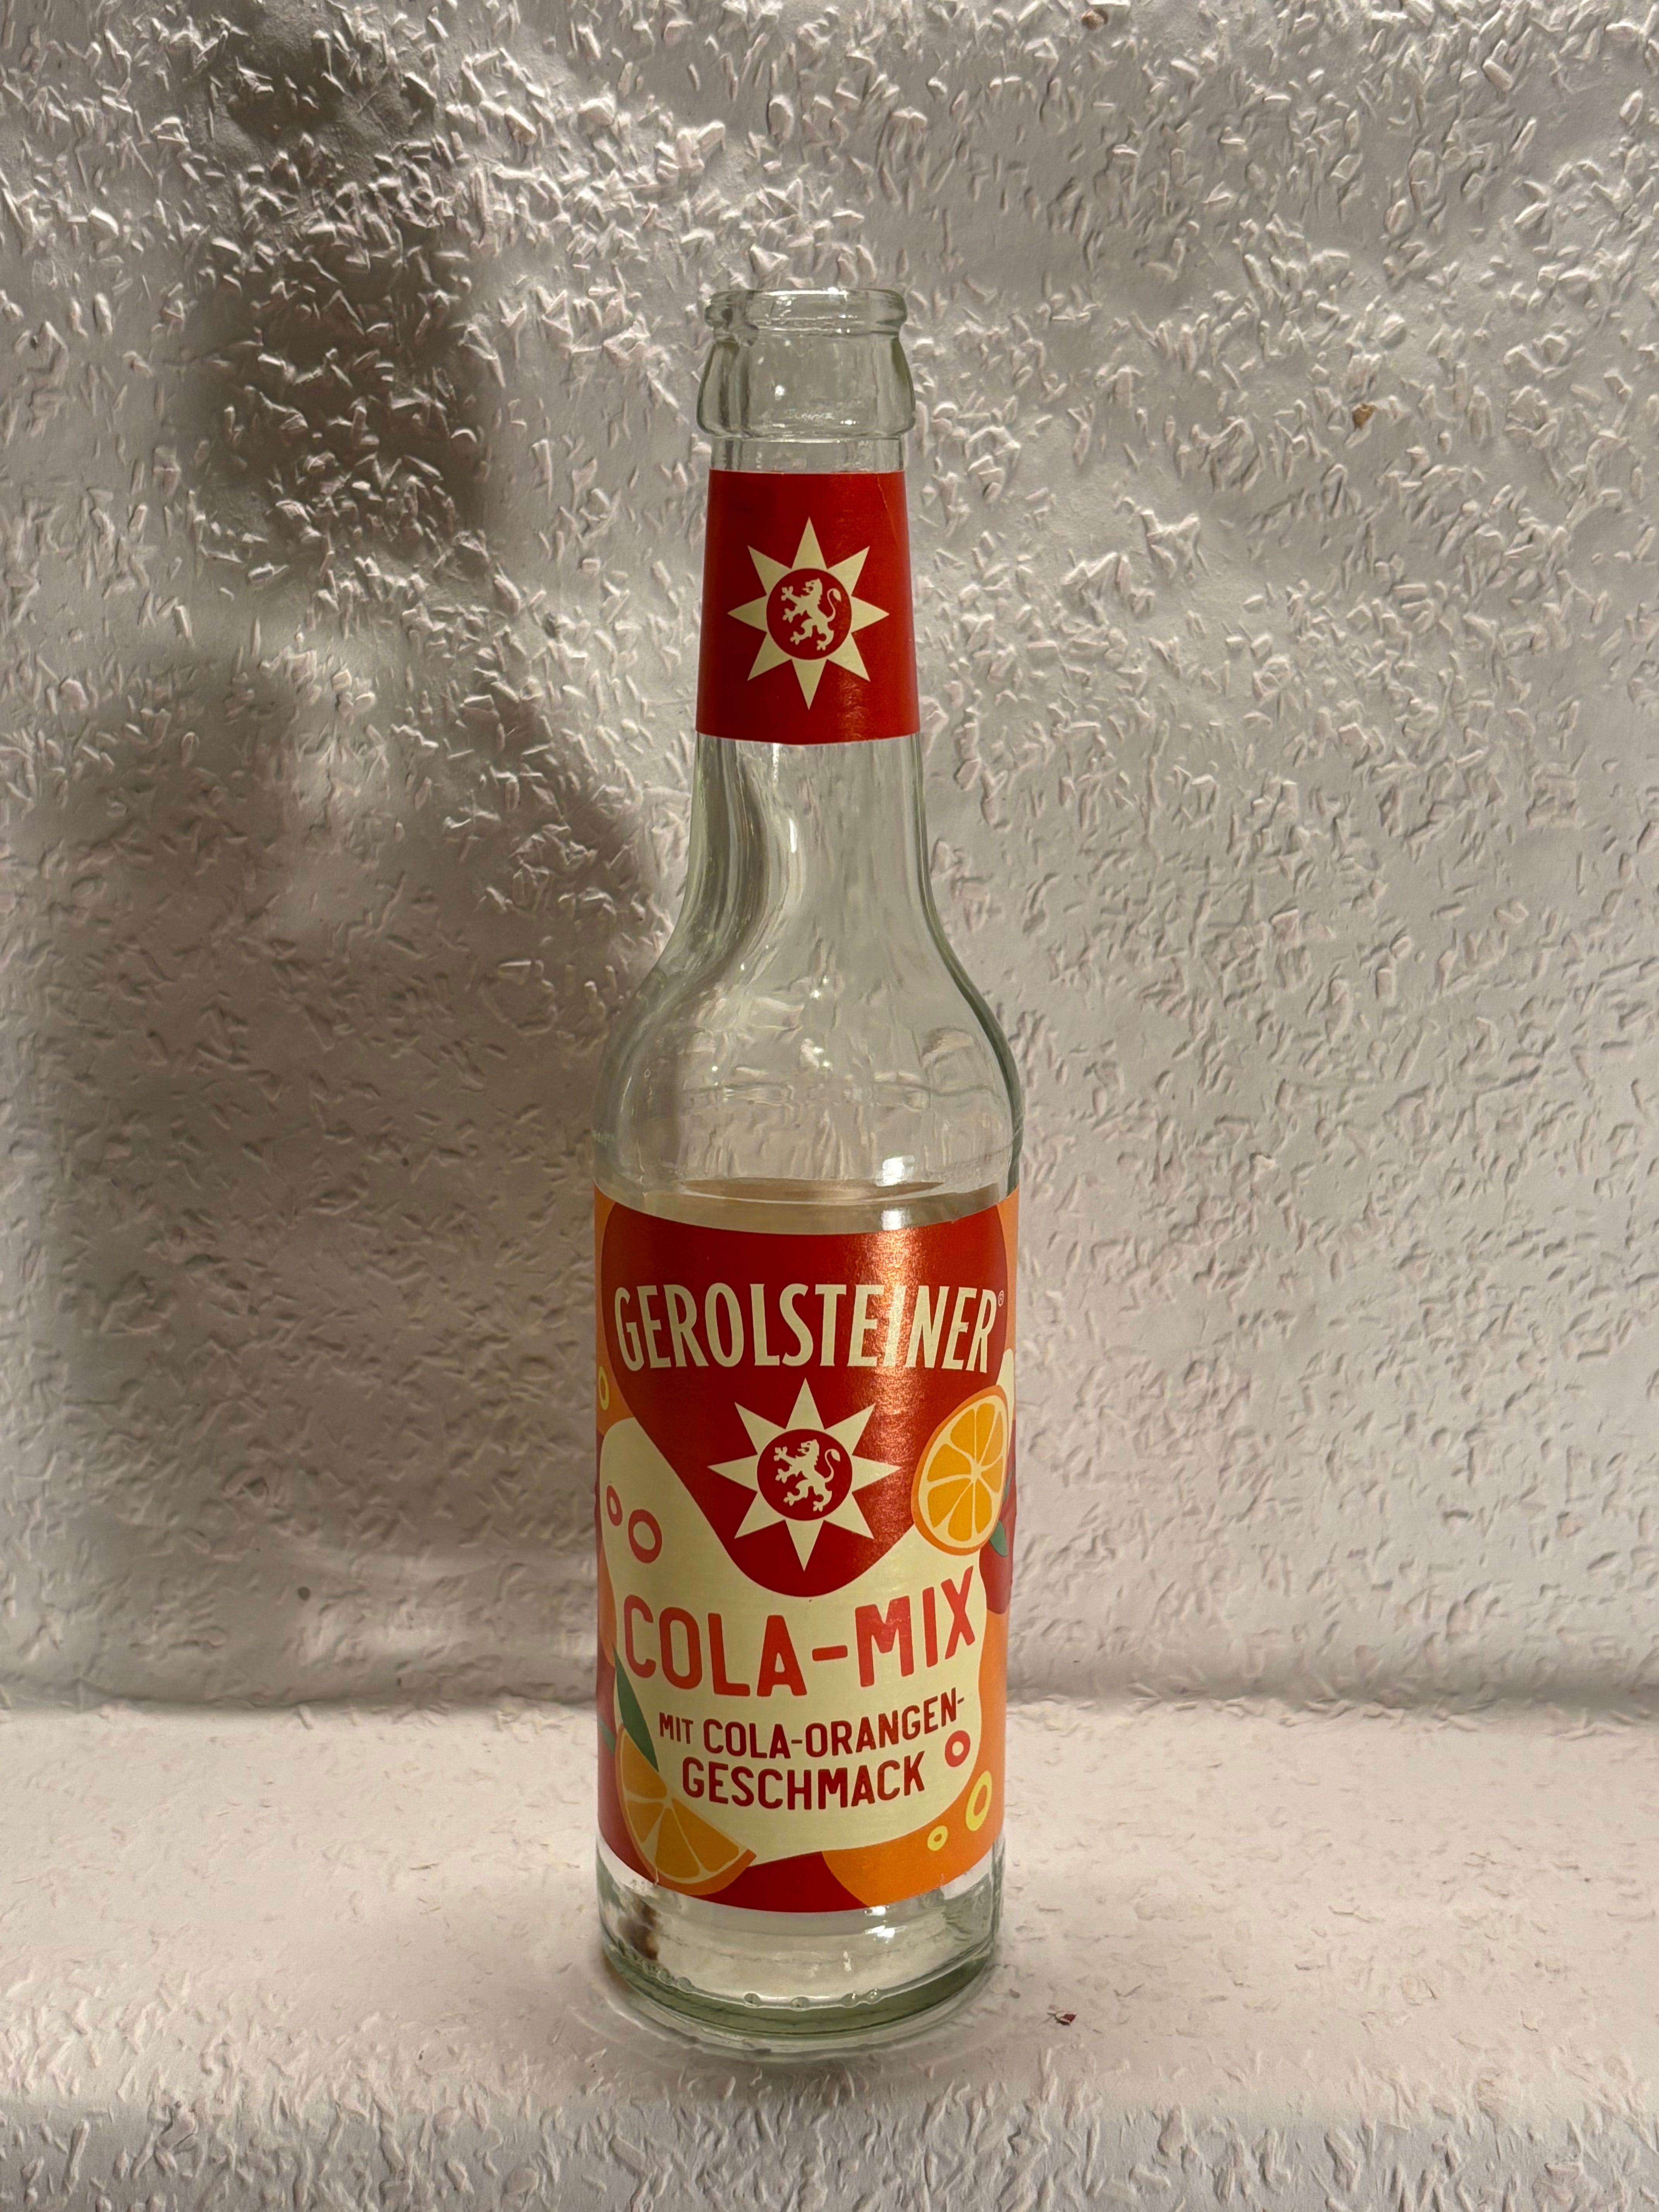 GEROLSTEINER®
COLA-MIX
MIT COLA-ORANGEN-
GESCHMACK